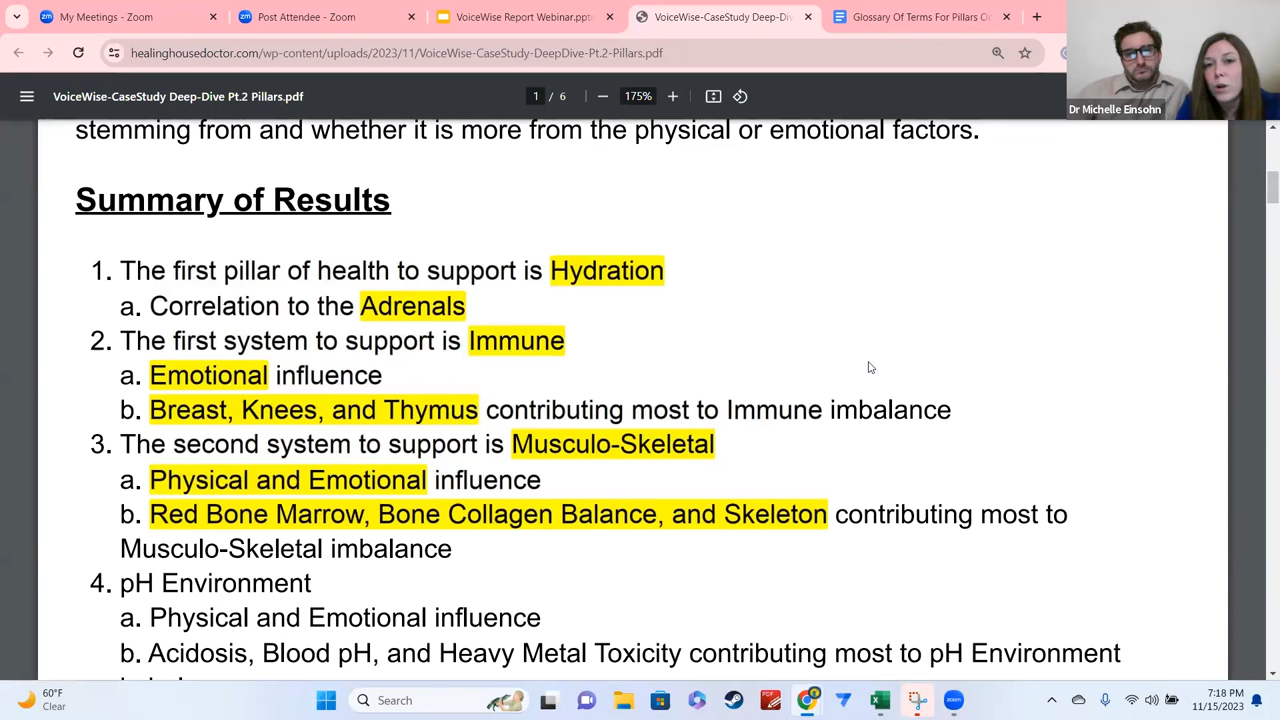 My Meetings - Zoom
Post Attendee - Zoom
VoiceWise Report Webinar.pptx
VoiceWise-CaseStudy Deep-Div
Glossary Of Terms For Pillars O
healinghousedoctor.com/wp-content/uploads/2023/11/VoiceWise-CaseStudy-DeepDive-Pt.2-Pillars.pdf
VoiceWise-CaseStudy Deep-Dive Pt.2 Pillars.pdf
1 / 6
175%
Dr Michelle Einsohn
stemming from and whether it is more from the physical or emotional factors.
Summary of Results
1. The first pillar of health to support is Hydration
a. Correlation to the Adrenals
2. The first system to support is Immune
a. Emotional influence
b. Breast, Knees, and Thymus contributing most to Immune imbalance
3. The second system to support is Musculo-Skeletal
a. Physical and Emotional influence
b. Red Bone Marrow, Bone Collagen Balance, and Skeleton contributing most to
Musculo-Skeletal imbalance
4. pH Environment
a. Physical and Emotional influence
b. Acidosis, Blood pH, and Heavy Metal Toxicity contributing most to pH Environment
60°F
Clear
Search
7:18 PM
11/15/2023